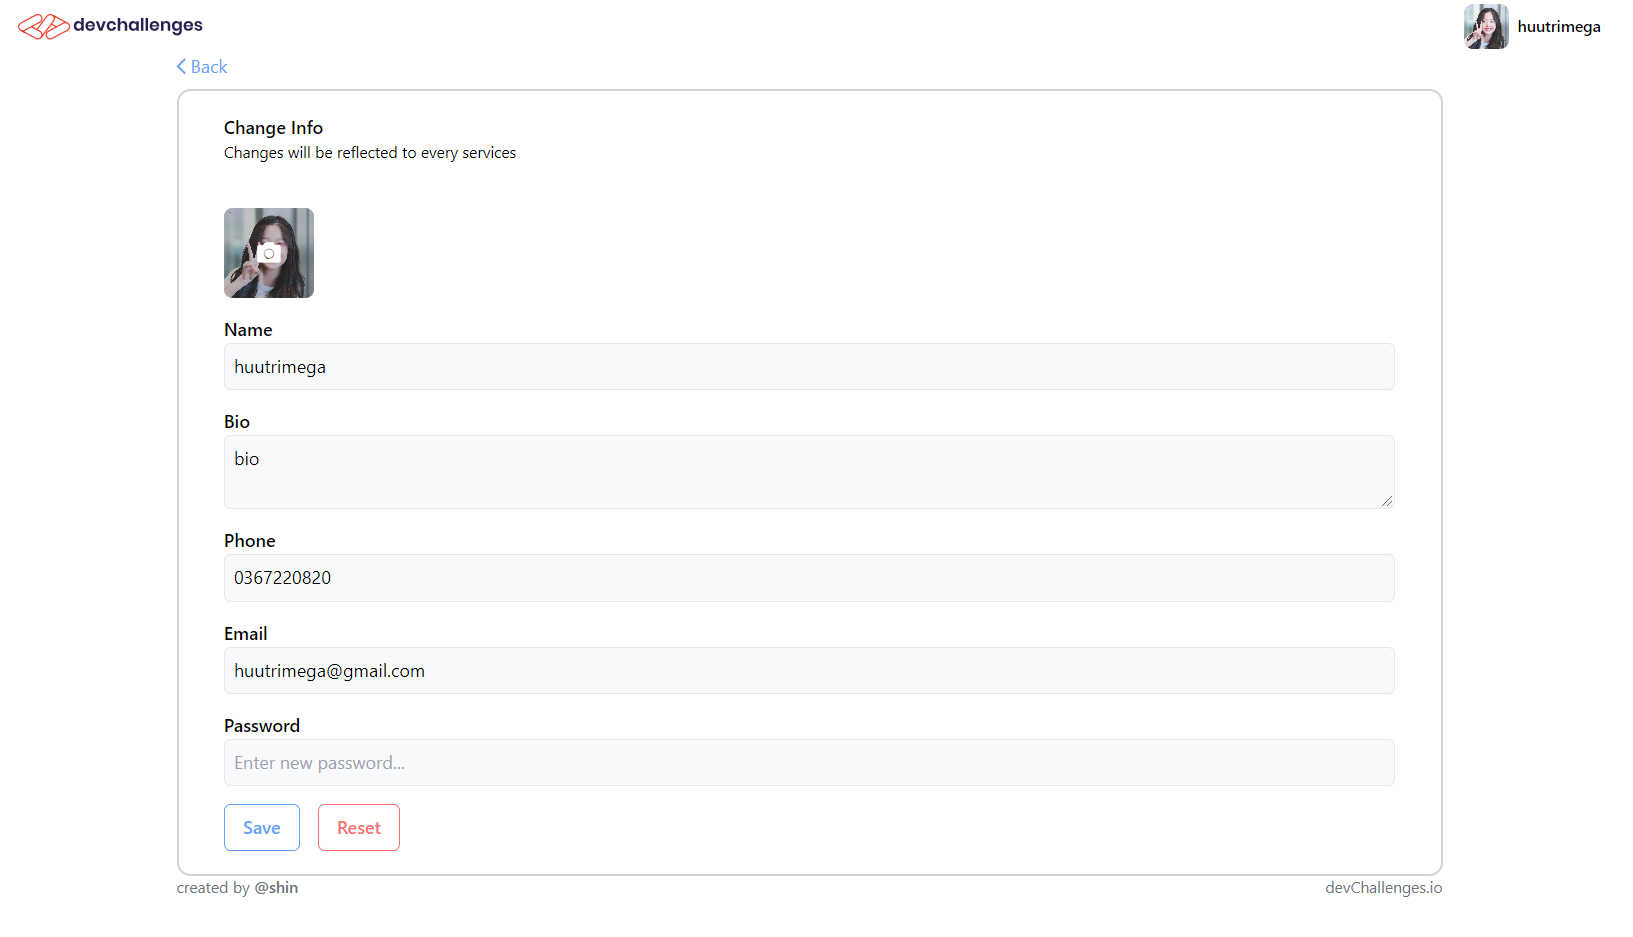 devchallenges
huutrimega
Back
Change Info
Changes will be reflected to every services
Name
huutrimega
Bio
bio
Phone
0367220820
Email
huutrimega@gmail.com
Password
Enter new password...
Save
Reset
created by @shin
devChallenges.io